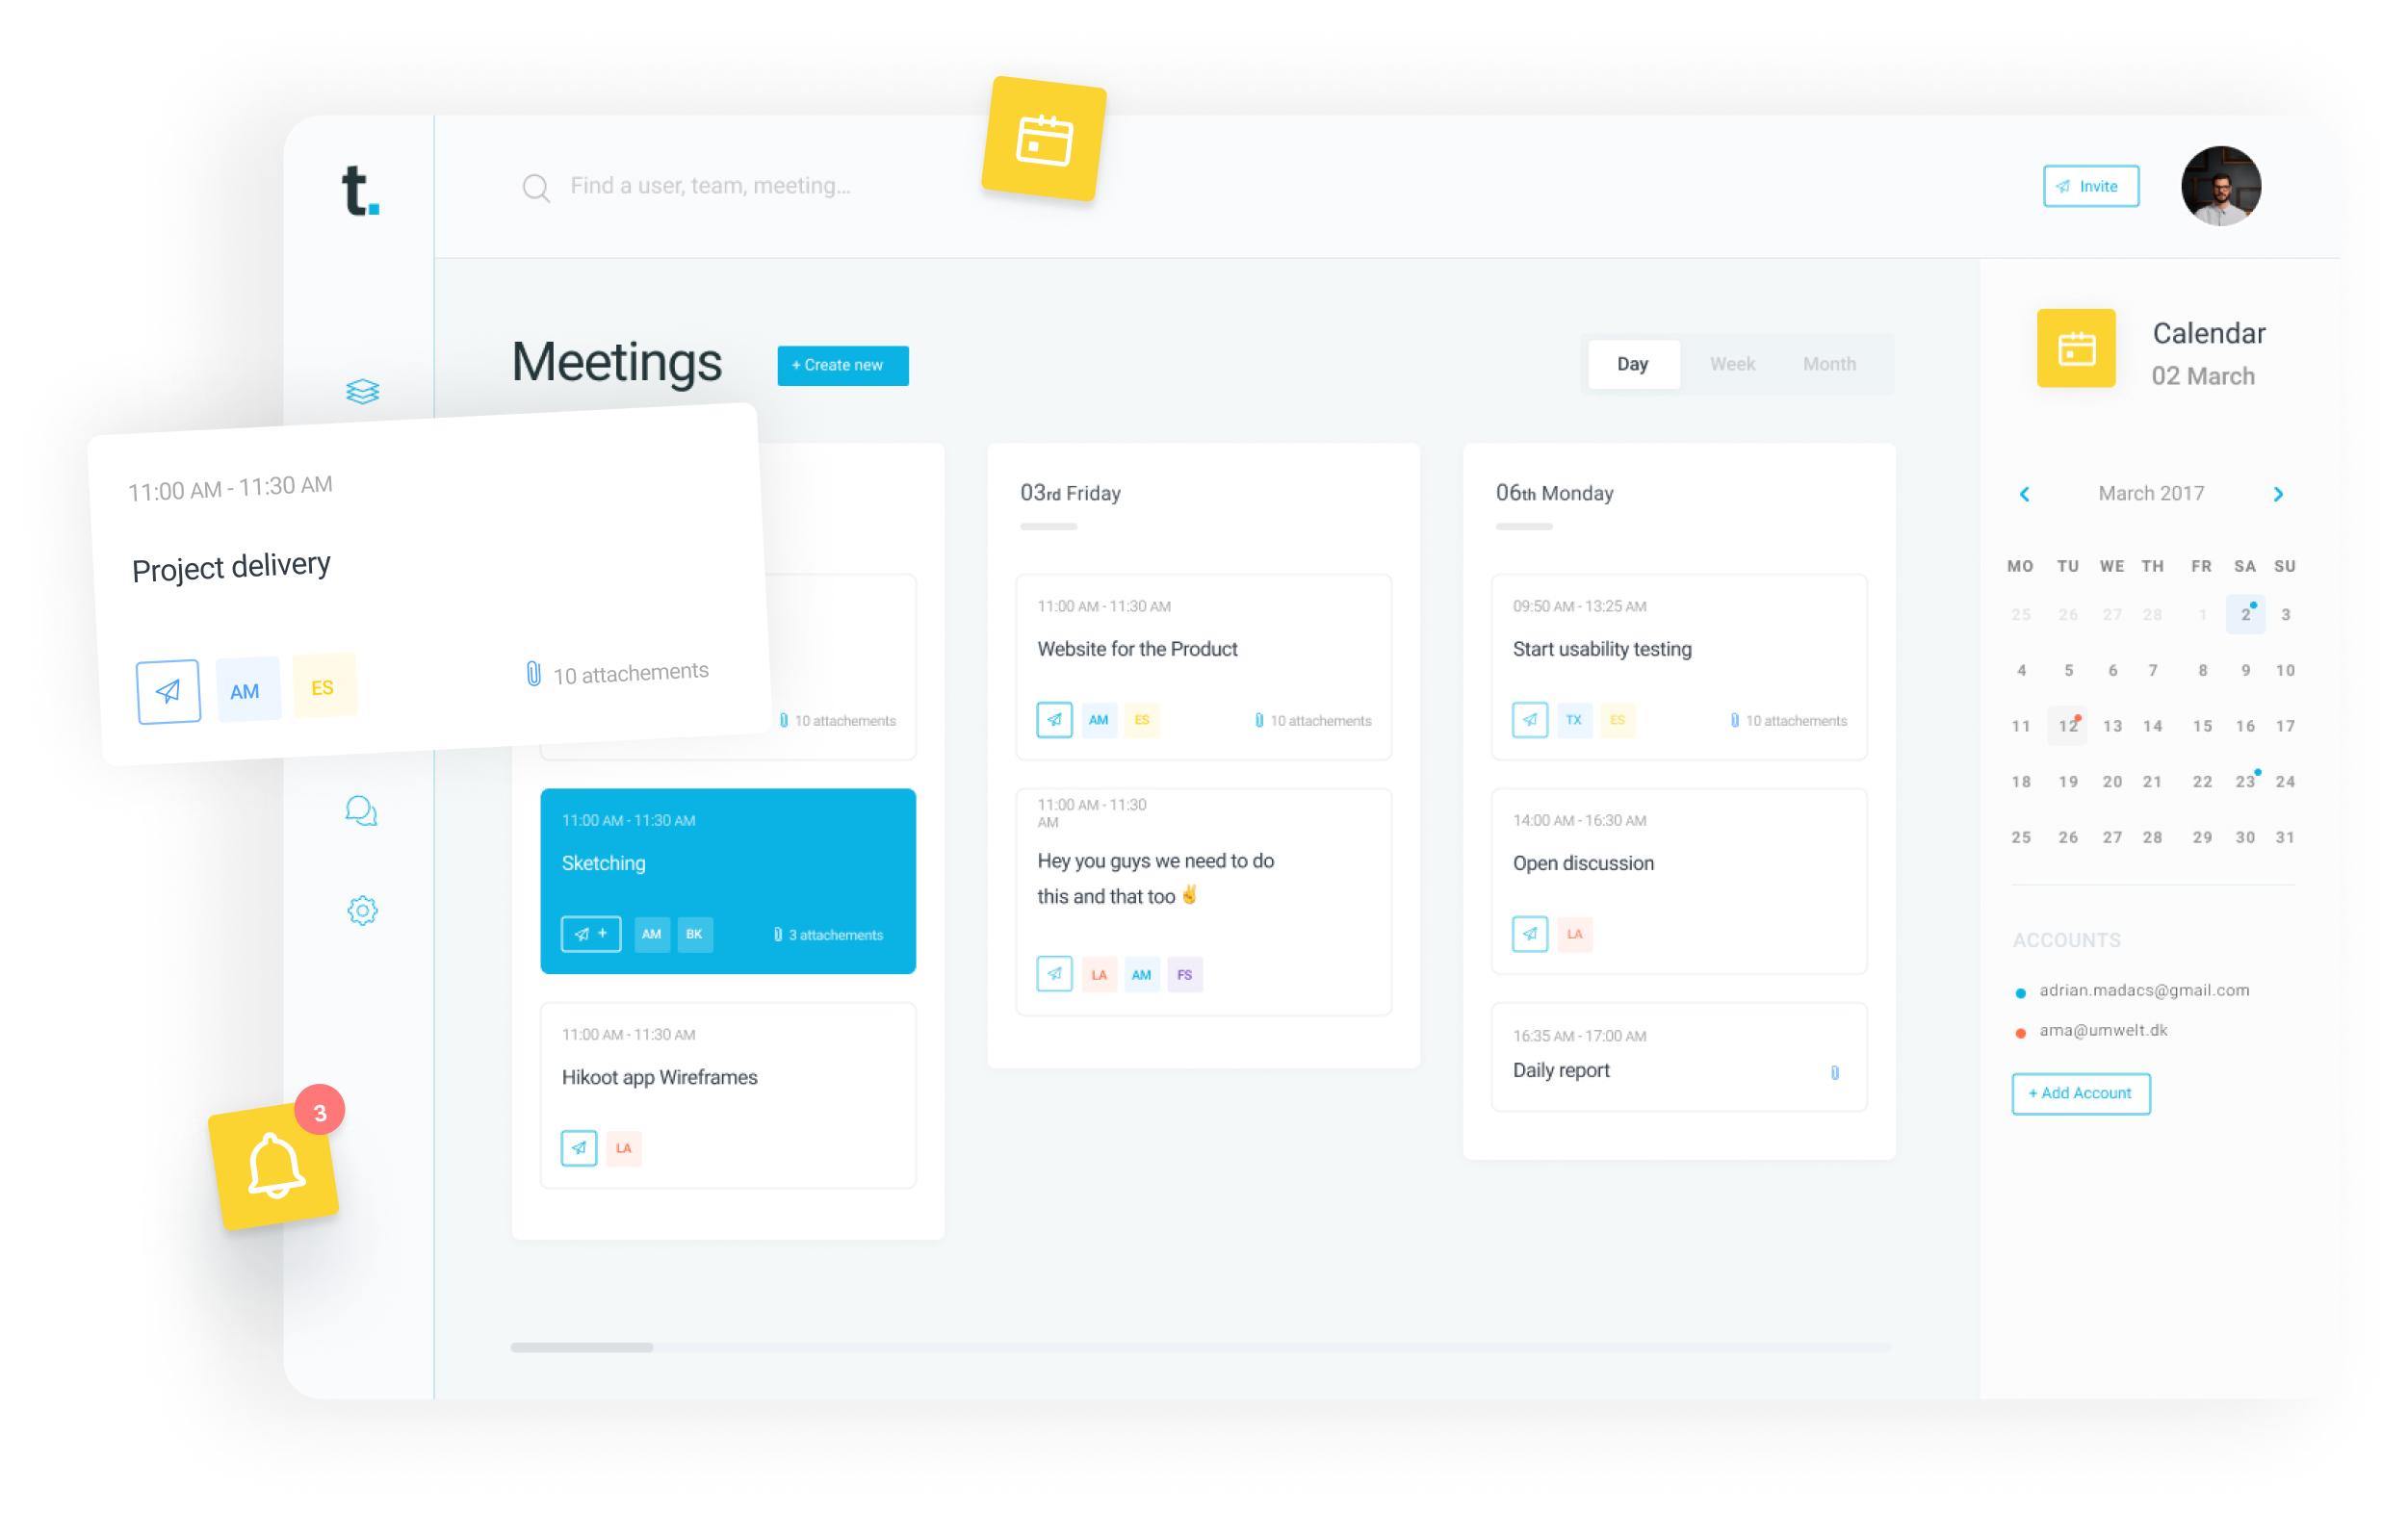 t.
Find a user, team, meeting...
Invite
Meetings
+ Create new
Day Week Month
Calendar
02 March
11:00 AM - 11:30 AM
Project delivery
AM ES 10 attachements
10 attachements
11:00 AM - 11:30 AM
Sketching
+ AM BK 3 attachements
11:00 AM - 11:30 AM
Hikoot app Wireframes
LA
3
03rd Friday
11:00 AM - 11:30 AM
Website for the Product
AM ES 10 attachements
11:00 AM - 11:30
AM
Hey you guys we need to do
this and that too ✌️
LA AM FS
06th Monday
09:50 AM - 13:25 AM
Start usability testing
TX ES 10 attachements
14:00 AM - 16:30 AM
Open discussion
LA
16:35 AM - 17:00 AM
Daily report
March 2017
MO TU WE TH FR SA SU
25 26 27 28 1 2 3
4 5 6 7 8 9 10
11 12 13 14 15 16 17
18 19 20 21 22 23 24
25 26 27 28 29 30 31
ACCOUNTS
adrian.madacs@gmail.com
ama@umwelt.dk
+ Add Account